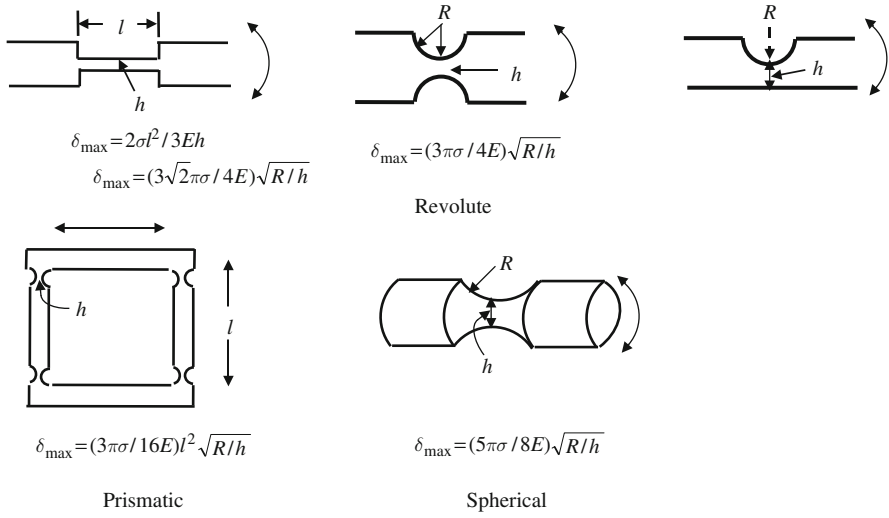 l
h
δmax=2σl²/3Eh
δmax=(3√2πσ/4E)√R/h
R
h
δmax=(3πσ/4E)√R/h
R
h
Revolute
h
l
δmax=(3πσ/16E)l²√R/h
Prismatic
R
h
δmax=(5πσ/8E)√R/h
Spherical